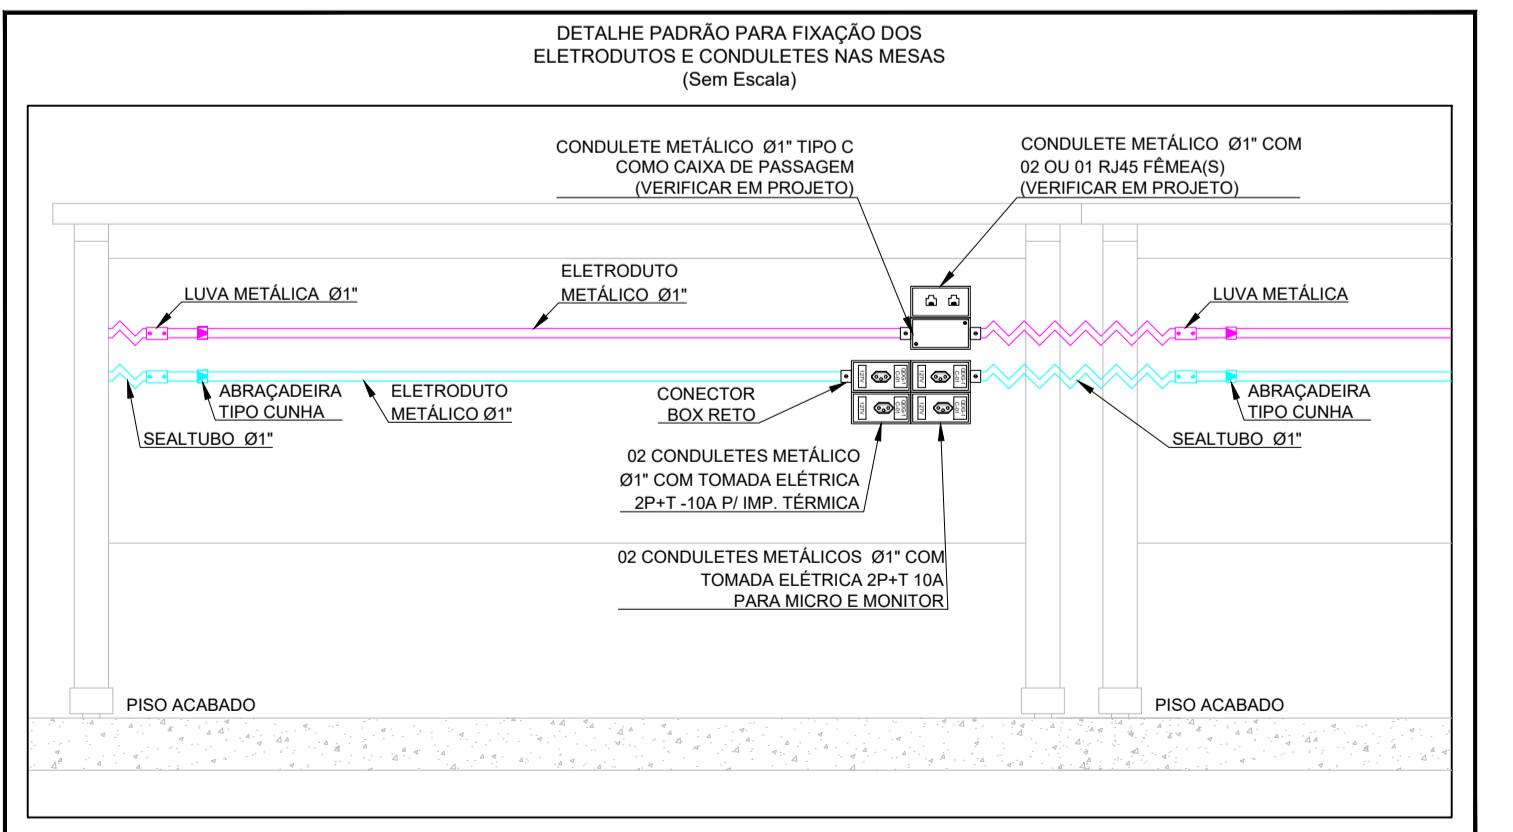 DETALHE PADRÃO PARA FIXAÇÃO DOS
ELETRODUTOS E CONDULETES NAS MESAS
(Sem Escala)
CONDULETE METÁLICO Ø1" TIPO C
COMO CAIXA DE PASSAGEM
(VERIFICAR EM PROJETO)
CONDULETE METÁLICO Ø1" COM
02 OU 01 RJ45 FÊMEA(S)
(VERIFICAR EM PROJETO)
LUVA METÁLICA Ø1"
ELETRODUTO
METÁLICO Ø1"
LUVA METÁLICA
ABRAÇADEIRA
TIPO CUNHA
ELETRODUTO
METÁLICO Ø1"
SEALTUBO Ø1"
CONECTOR
BOX RETO
127V
127V
127V
127V
ABRAÇADEIRA
TIPO CUNHA
SEALTUBO Ø1"
02 CONDULETES METÁLICO
Ø1" COM TOMADA ELÉTRICA
2P+T -10A P/ IMP. TÉRMICA
02 CONDULETES METÁLICOS Ø1" COM
TOMADA ELÉTRICA 2P+T 10A
PARA MICRO E MONITOR
PISO ACABADO
PISO ACABADO